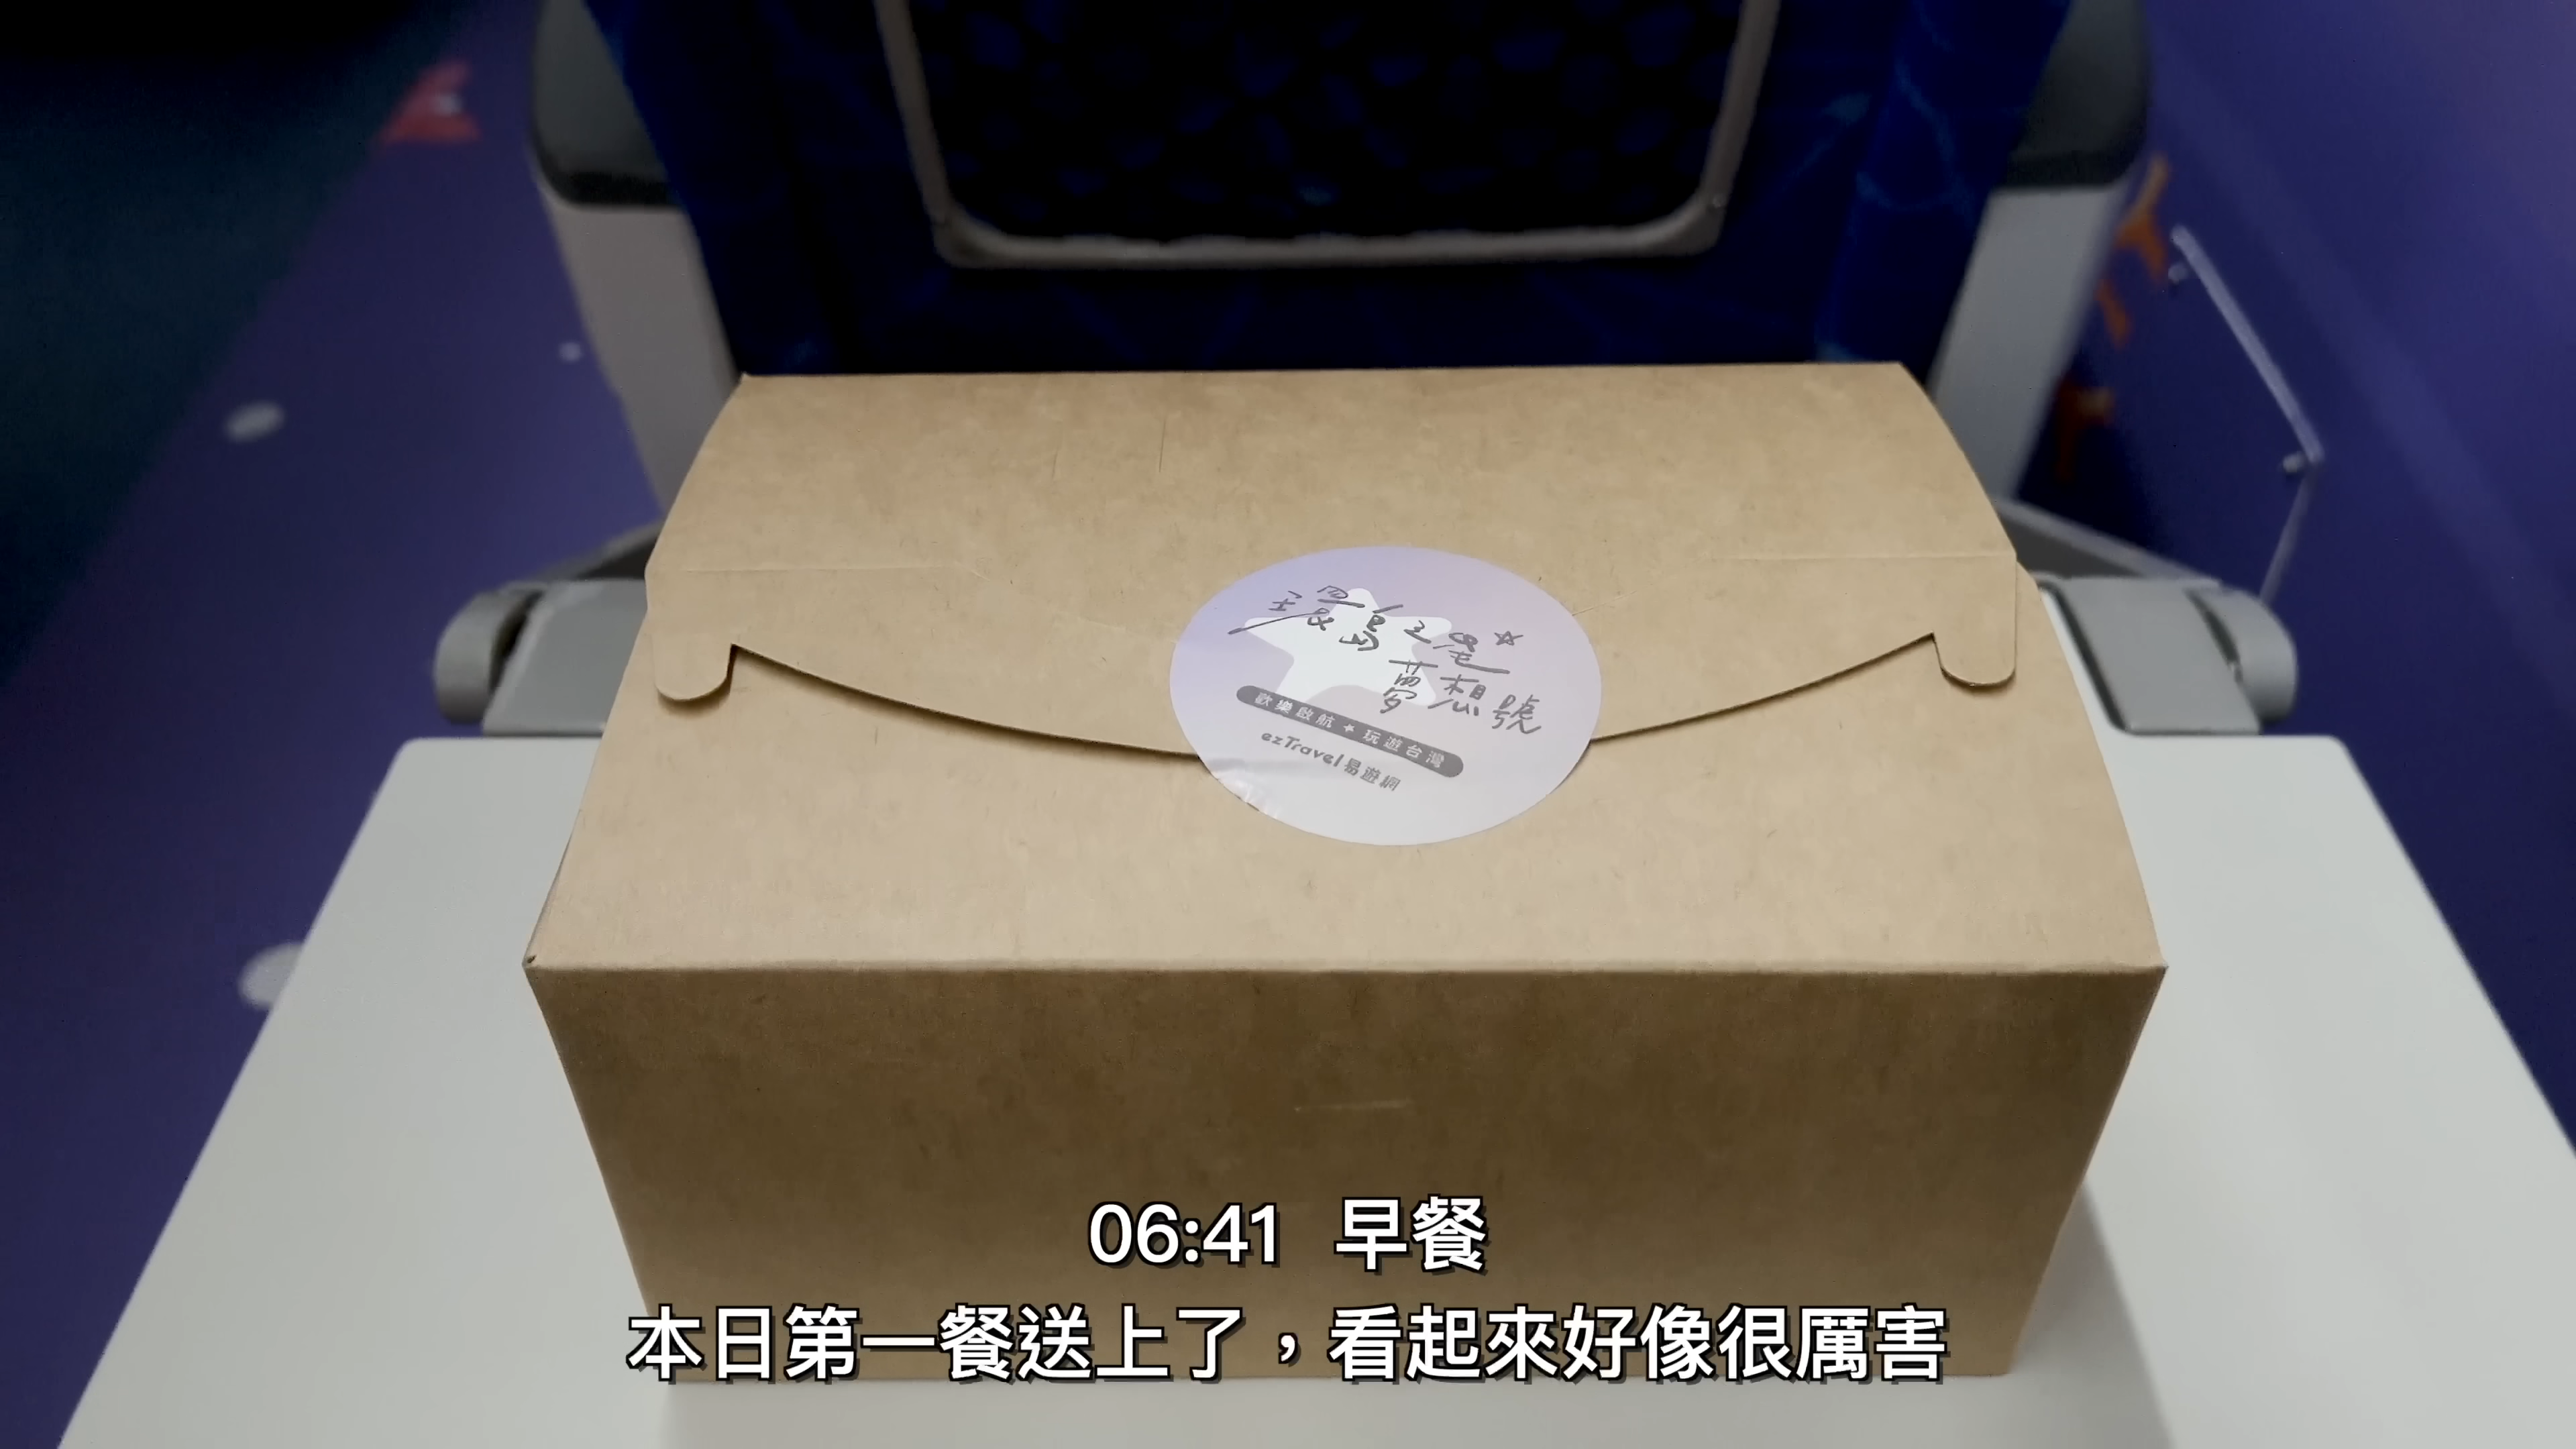 環島之星
夢想號
歡樂啟航★玩遊台灣
ezTravel易遊網
06:41 早餐
本日第一餐送上了，看起來好像很厲害